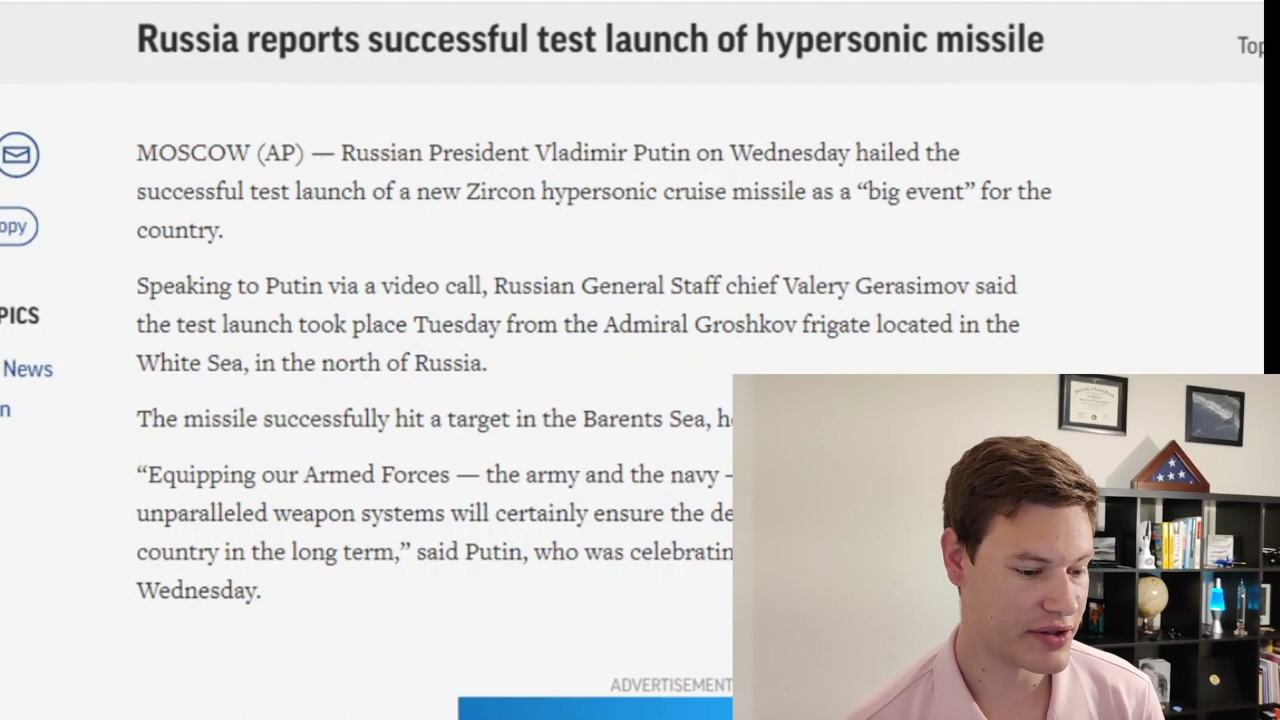 Russia reports successful test launch of hypersonic missile
Top
MOSCOW (AP) — Russian President Vladimir Putin on Wednesday hailed the
successful test launch of a new Zircon hypersonic cruise missile as a “big event” for the
country.
opy
Speaking to Putin via a video call, Russian General Staff chief Valery Gerasimov said
the test launch took place Tuesday from the Admiral Groshkov frigate located in the
White Sea, in the north of Russia.
PICS
News
n
The missile successfully hit a target in the Barents Sea, h
“Equipping our Armed Forces — the army and the navy –
unparalleled weapon systems will certainly ensure the de
country in the long term,” said Putin, who was celebratin
Wednesday.
ADVERTISEMENT